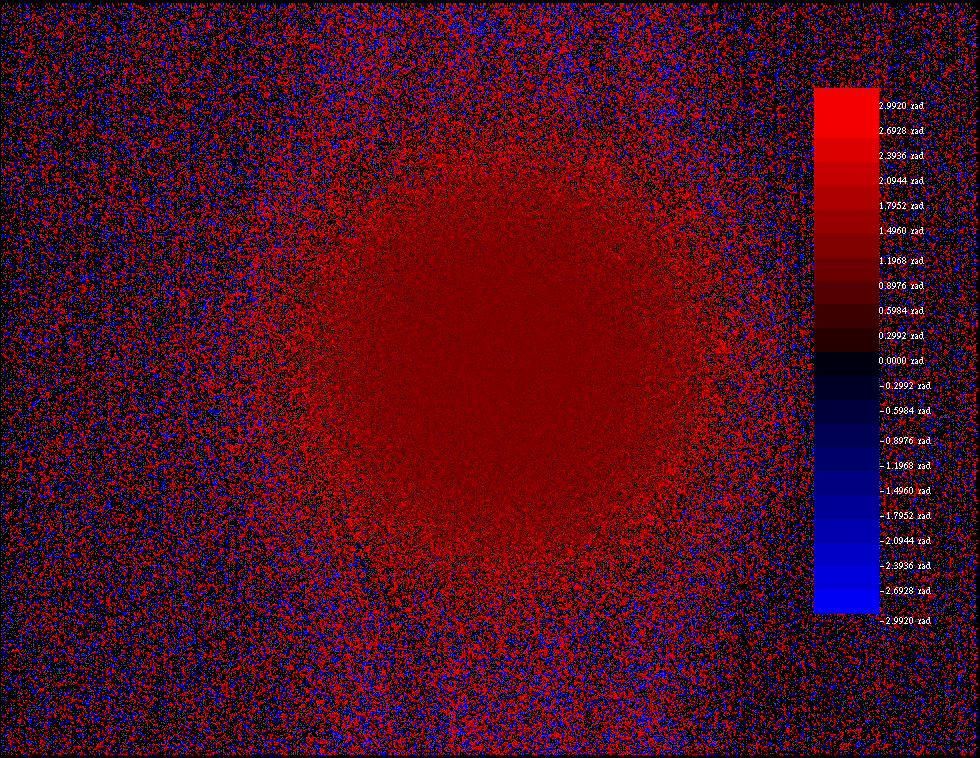 2.9920 rad
2.6928 rad
2.3936 rad
2.0944 rad
1.7952 rad
1.4960 rad
1.1968 rad
0.8976 rad
0.5984 rad
0.2992 rad
0.0000 rad
-0.2992 rad
-0.5984 rad
-0.8976 rad
-1.1968 rad
-1.4960 rad
-1.7952 rad
-2.0944 rad
-2.3936 rad
-2.6928 rad
-2.9920 rad